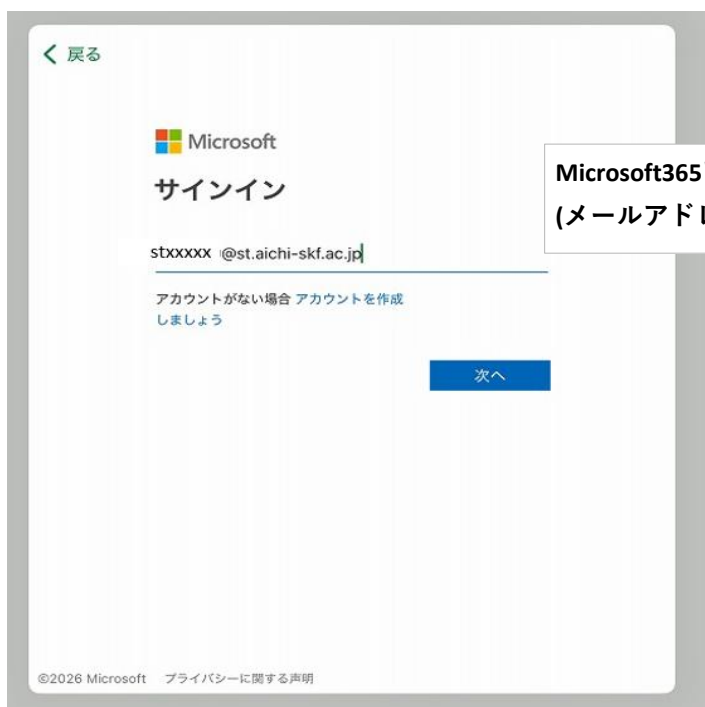 戻る
Microsoft
サインイン
Microsoft365
(メールアド
stxxxxx @st.aichi-skf.ac.jp
アカウントがない場合 アカウントを作成
しましょう
次へ
©2026 Microsoft プライバシーに関する声明